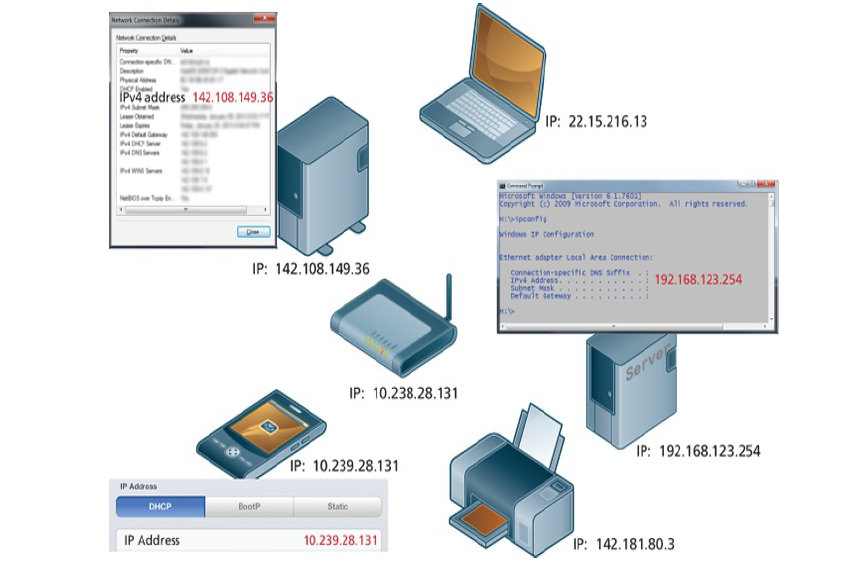 Network Connection Details
Network Connection Details:
Property Value
Connection-specific DN...
Description
Physical Address
DHCP Enabled
IPv4 address 142.108.149.36
IPv4 Subnet Mask
Lease Obtained
Lease Expires
IPv4 Default Gateway
IPv4 DHCP Server
IPv4 DNS Servers
IPv4 WINS Servers
NetBIOS over Tcpip En...
Close
IP: 142.108.149.36
IP: 22.15.216.13
Command Prompt
Microsoft Windows [Version 6.1.7601]
Copyright (c) 2009 Microsoft Corporation. All rights reserved.
H:\>ipconfig
Windows IP Configuration
Ethernet adapter Local Area Connection:
Connection-specific DNS Suffix . :
IPv4 Address. . . . . . . . . . . : 192.168.123.254
Subnet Mask . . . . . . . . . . . :
Default Gateway . . . . . . . . . :
H:\>
IP: 10.238.28.131
Server
IP: 192.168.123.254
IP: 10.239.28.131
IP Address
DHCP BootP Static
IP Address 10.239.28.131
IP: 142.181.80.3